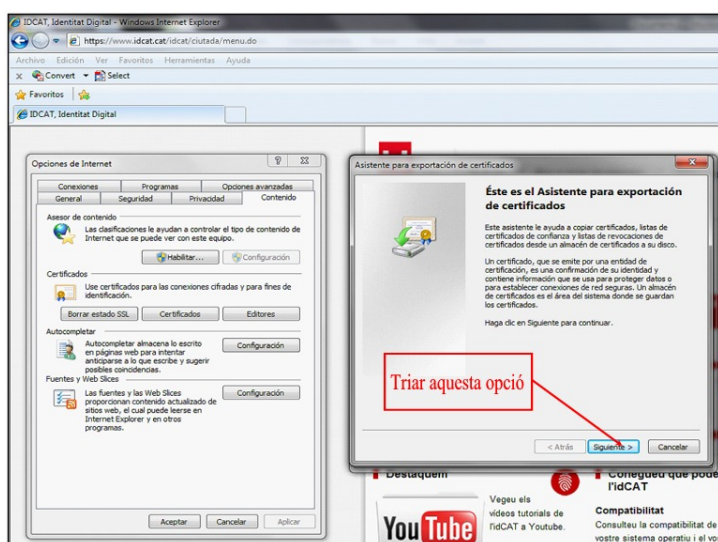 IDCAT, Identitat Digital - Windows Internet Explorer
https://www.idcat.cat/idcat/ciutada/menu.do
Archivo Edición Ver Favoritos Herramientas Ayuda
x Convert Select
Favoritos
IDCAT, Identitat Digital
Opciones de Internet
Conexiones Programas Opciones avanzadas
General Seguridad Privacidad Contenido
Asesor de contenido
Las clasificaciones le ayudan a controlar el tipo de contenido de
Internet que se puede ver con este equipo.
Habilitar... Configuración
Certificados
Use certificados para las conexiones cifradas y para fines de
identificación.
Borrar estado SSL Certificados Editores
Autocompletar
Autocompletar almacena lo escrito
en páginas web para intentar
anticiparse a lo que escribe y sugerir
posibles coincidencias.
Configuración
Fuentes y Web Slices
Las fuentes y las Web Slices
proporcionan contenido actualizado de
sitios web, el cual puede leerse en
Internet Explorer y en otros
programas.
Configuración
Aceptar Cancelar Aplicar
Asistente para exportación de certificados
Éste es el Asistente para exportación
de certificados
Este asistente le ayuda a copiar certificados, listas de
certificados de confianza y listas de revocaciones de
certificados desde un almacén de certificados a su disco.
Un certificado, que se emite por una entidad de
certificación, es una confirmación de su identidad y
contiene información que se usa para proteger datos o
para establecer conexiones de red seguras. Un almacén
de certificados es el área del sistema donde se guardan
los certificados.
Haga clic en Siguiente para continuar.
Triar aquesta opció
< Atrás Siguiente > Cancelar
Destaquem
Vegeu els
vídeos tutorials de
l'idCAT a Youtube.
You Tube
Conegueu què pode
l'idCAT
Compatibilitat
Consulteu la compatibilitat de
vostre sistema operatiu i el vo